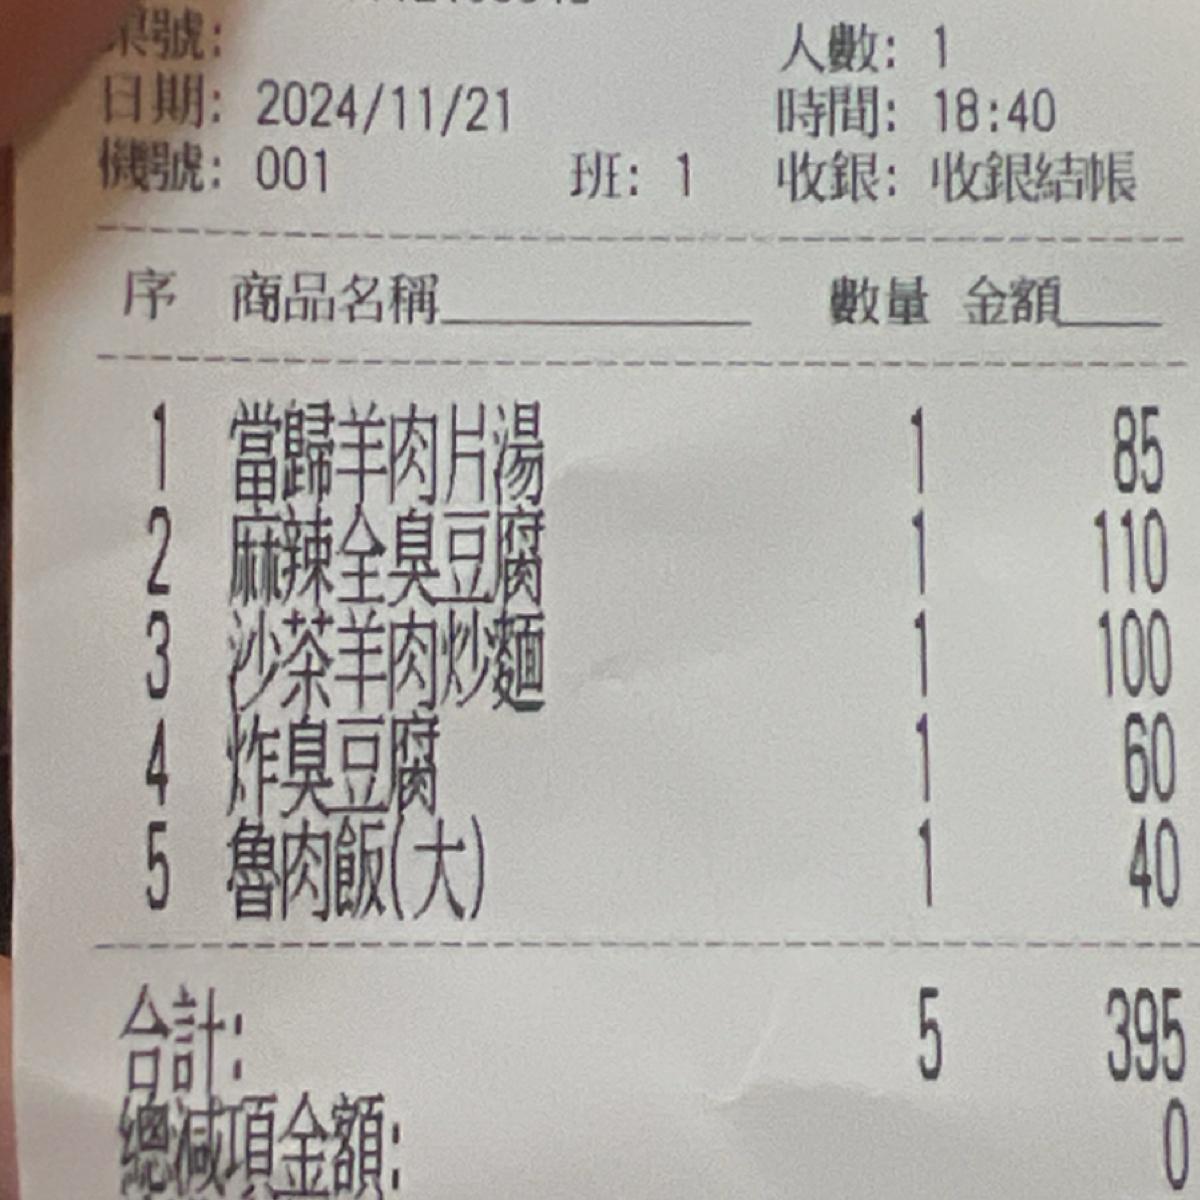 桌號: 人數: 1
日期: 2024/11/21 時間: 18:40
機號: 001 班: 1 收銀: 收銀結帳
序 商品名稱 數量 金額
1 當歸羊肉片湯 1 85
2 麻辣全臭豆腐 1 110
3 沙茶羊肉炒麵 1 100
4 炸臭豆腐 1 60
5 魯肉飯(大) 1 40
合計: 5 395
總減項金額: 0